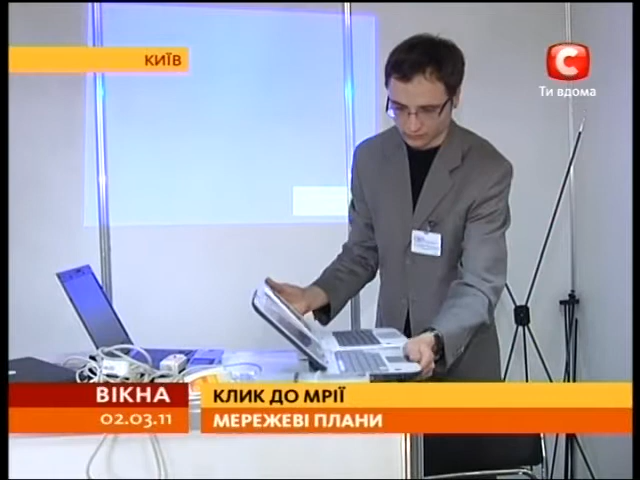 КИЇВ
С
Ти вдома
ВІКНА
02.03.11
КЛИК ДО МРІЇ
МЕРЕЖЕВІ ПЛАНИ